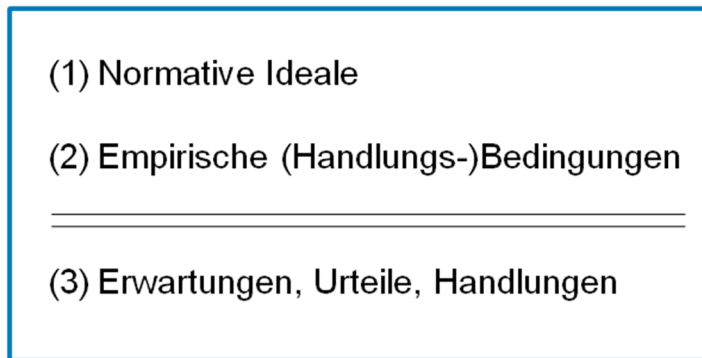 (1) Normative Ideale
(2) Empirische (Handlungs-)Bedingungen
(3) Erwartungen, Urteile, Handlungen